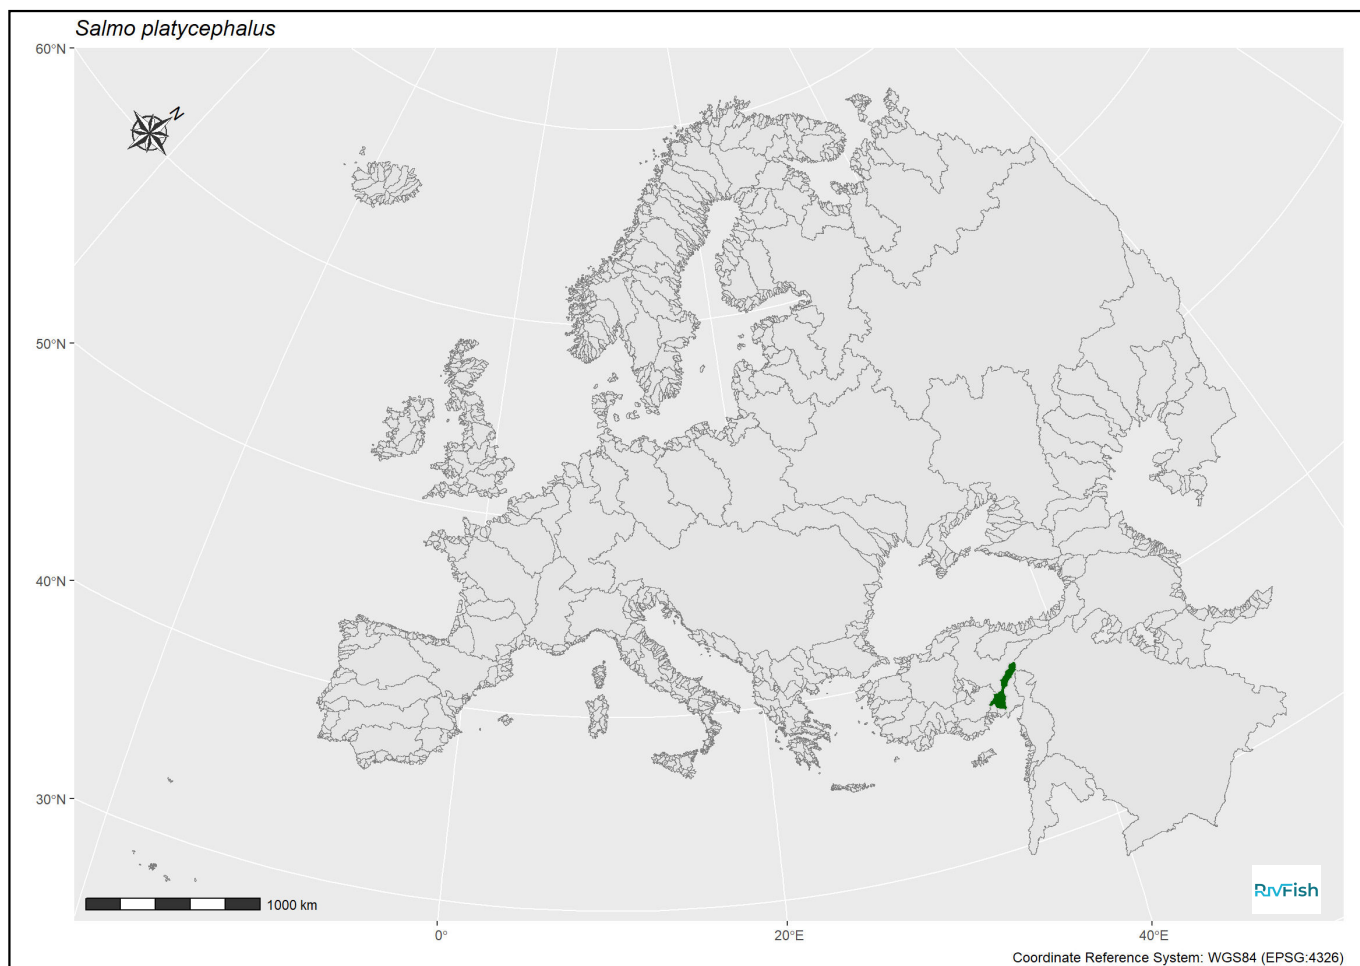 Salmo platycephalus
60°N
N
50°N
40°N
30°N
1000 km
RIVFISH
0°
20°E
40°E
Coordinate Reference System: WGS84 (EPSG:4326)